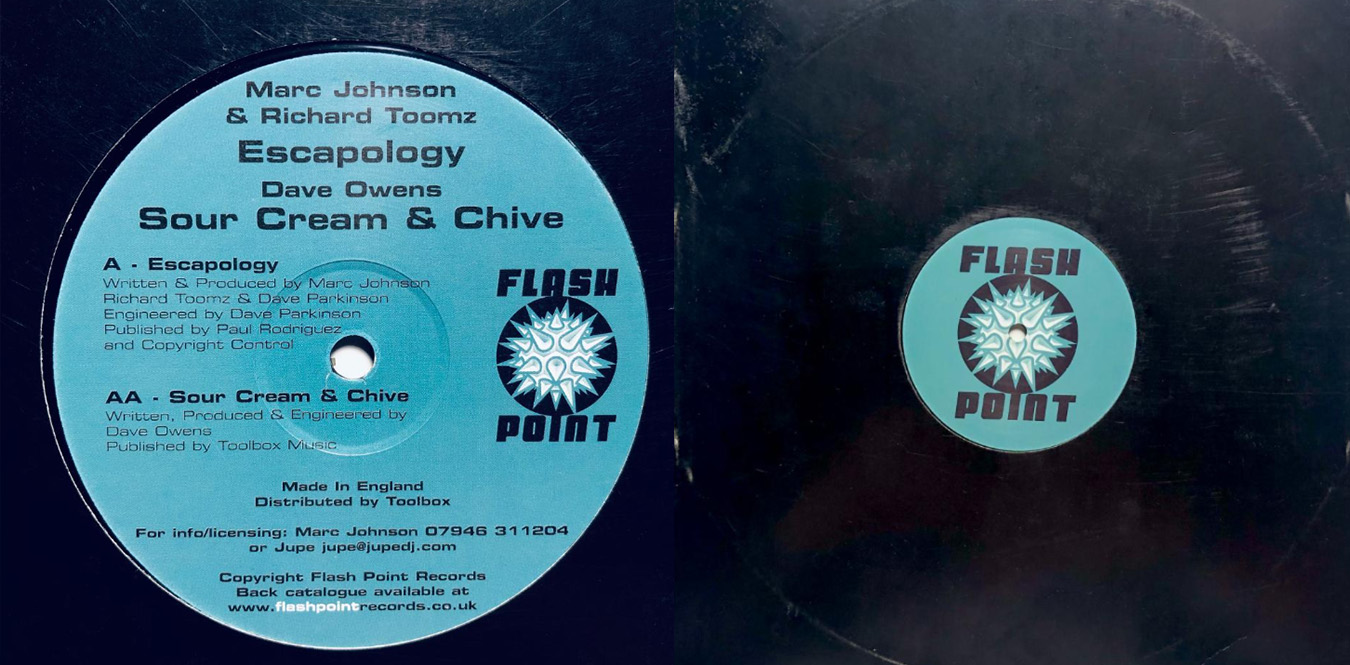 Marc Johnson
& Richard Toomz
Escapology
Dave Owens
Sour Cream & Chive
A - Escapology
Written & Produced by Marc Johnson
Richard Toomz & Dave Parkinson
Engineered by Dave Parkinson
Published by Paul Rodriguez
and Copyright Control
AA - Sour Cream & Chive
Written, Produced & Engineered by
Dave Owens
Published by Toolbox Music
FLASH
POINT
Made In England
Distributed by Toolbox
For info/licensing: Marc Johnson 07946 311204
or Jupe jupe@jupedj.com
Copyright Flash Point Records
Back catalogue available at
www.flashpointrecords.co.uk
FLASH
POINT